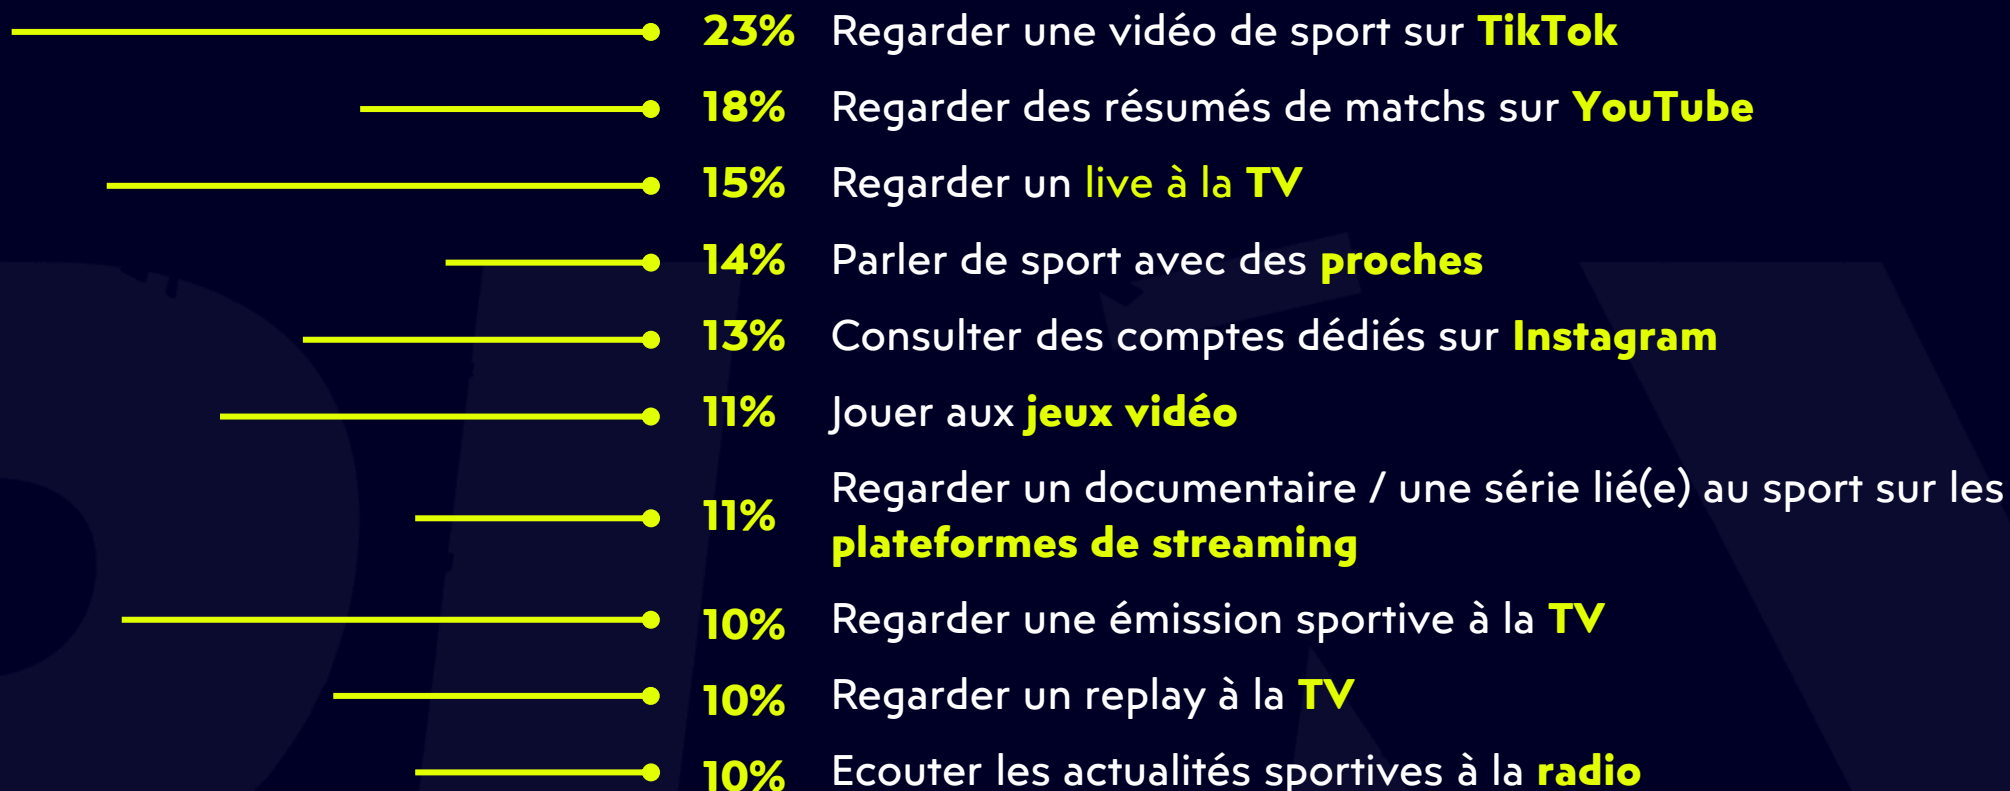 23% Regarder une vidéo de sport sur TikTok
18% Regarder des résumés de matchs sur YouTube
15% Regarder un live à la TV
14% Parler de sport avec des proches
13% Consulter des comptes dédiés sur Instagram
11% Jouer aux jeux vidéo
11% Regarder un documentaire / une série lié(e) au sport sur les
plateformes de streaming
10% Regarder une émission sportive à la TV
10% Regarder un replay à la TV
10% Ecouter les actualités sportives à la radio